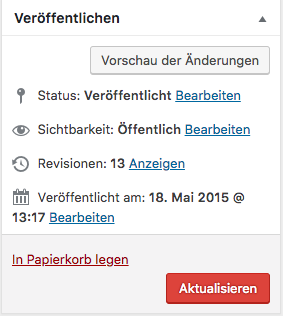 Veröffentlichen
Vorschau der Änderungen
Status: Veröffentlicht Bearbeiten
Sichtbarkeit: Öffentlich Bearbeiten
Revisionen: 13 Anzeigen
Veröffentlicht am: 18. Mai 2015 @
13:17 Bearbeiten
In Papierkorb legen
Aktualisieren